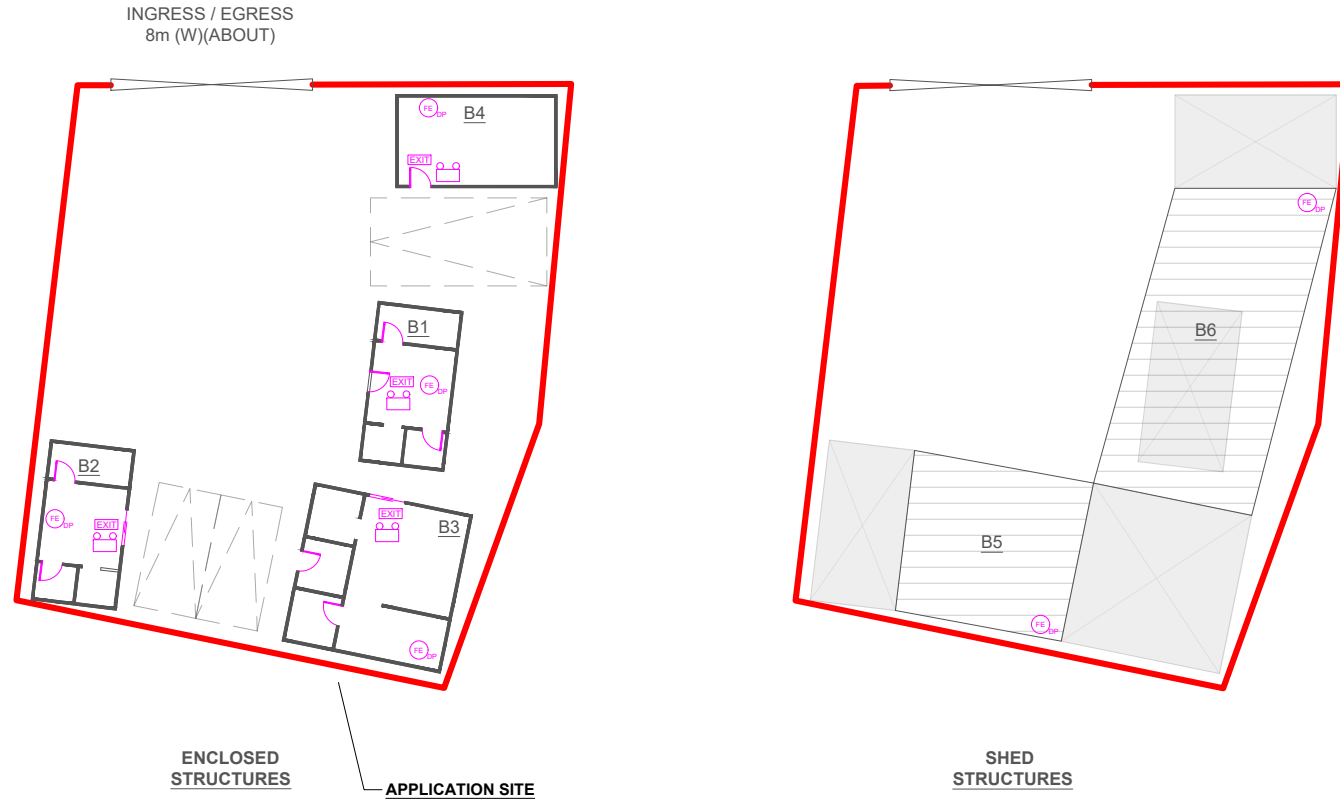 INGRESS / EGRESS
8m (W)(ABOUT)
FE
DP
B4
EXIT
B1
EXIT
FE
DP
B2
FE
DP
EXIT
EXIT
B3
FE
DP
ENCLOSED
STRUCTURES
APPLICATION SITE
FE
DP
B6
B5
FE
DP
SHED
STRUCTURES